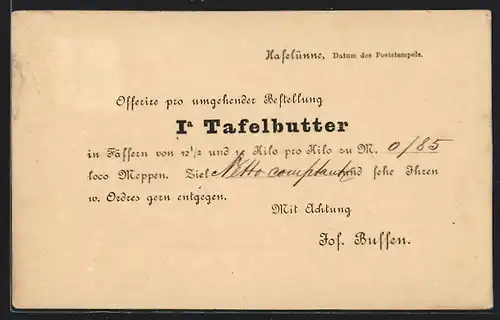 Haselünne, Datum des Poststempels.
Offerire pro umgehender Bestellung
Iª Tafelbutter
in Fässern von 12½ und 15 Kilo pro Kilo zu M. 0/85
loco Meppen. Ziel Netto comptant und sehe Ihren
w. Ordres gern entgegen.
Mit Achtung
Jos. Bussen.